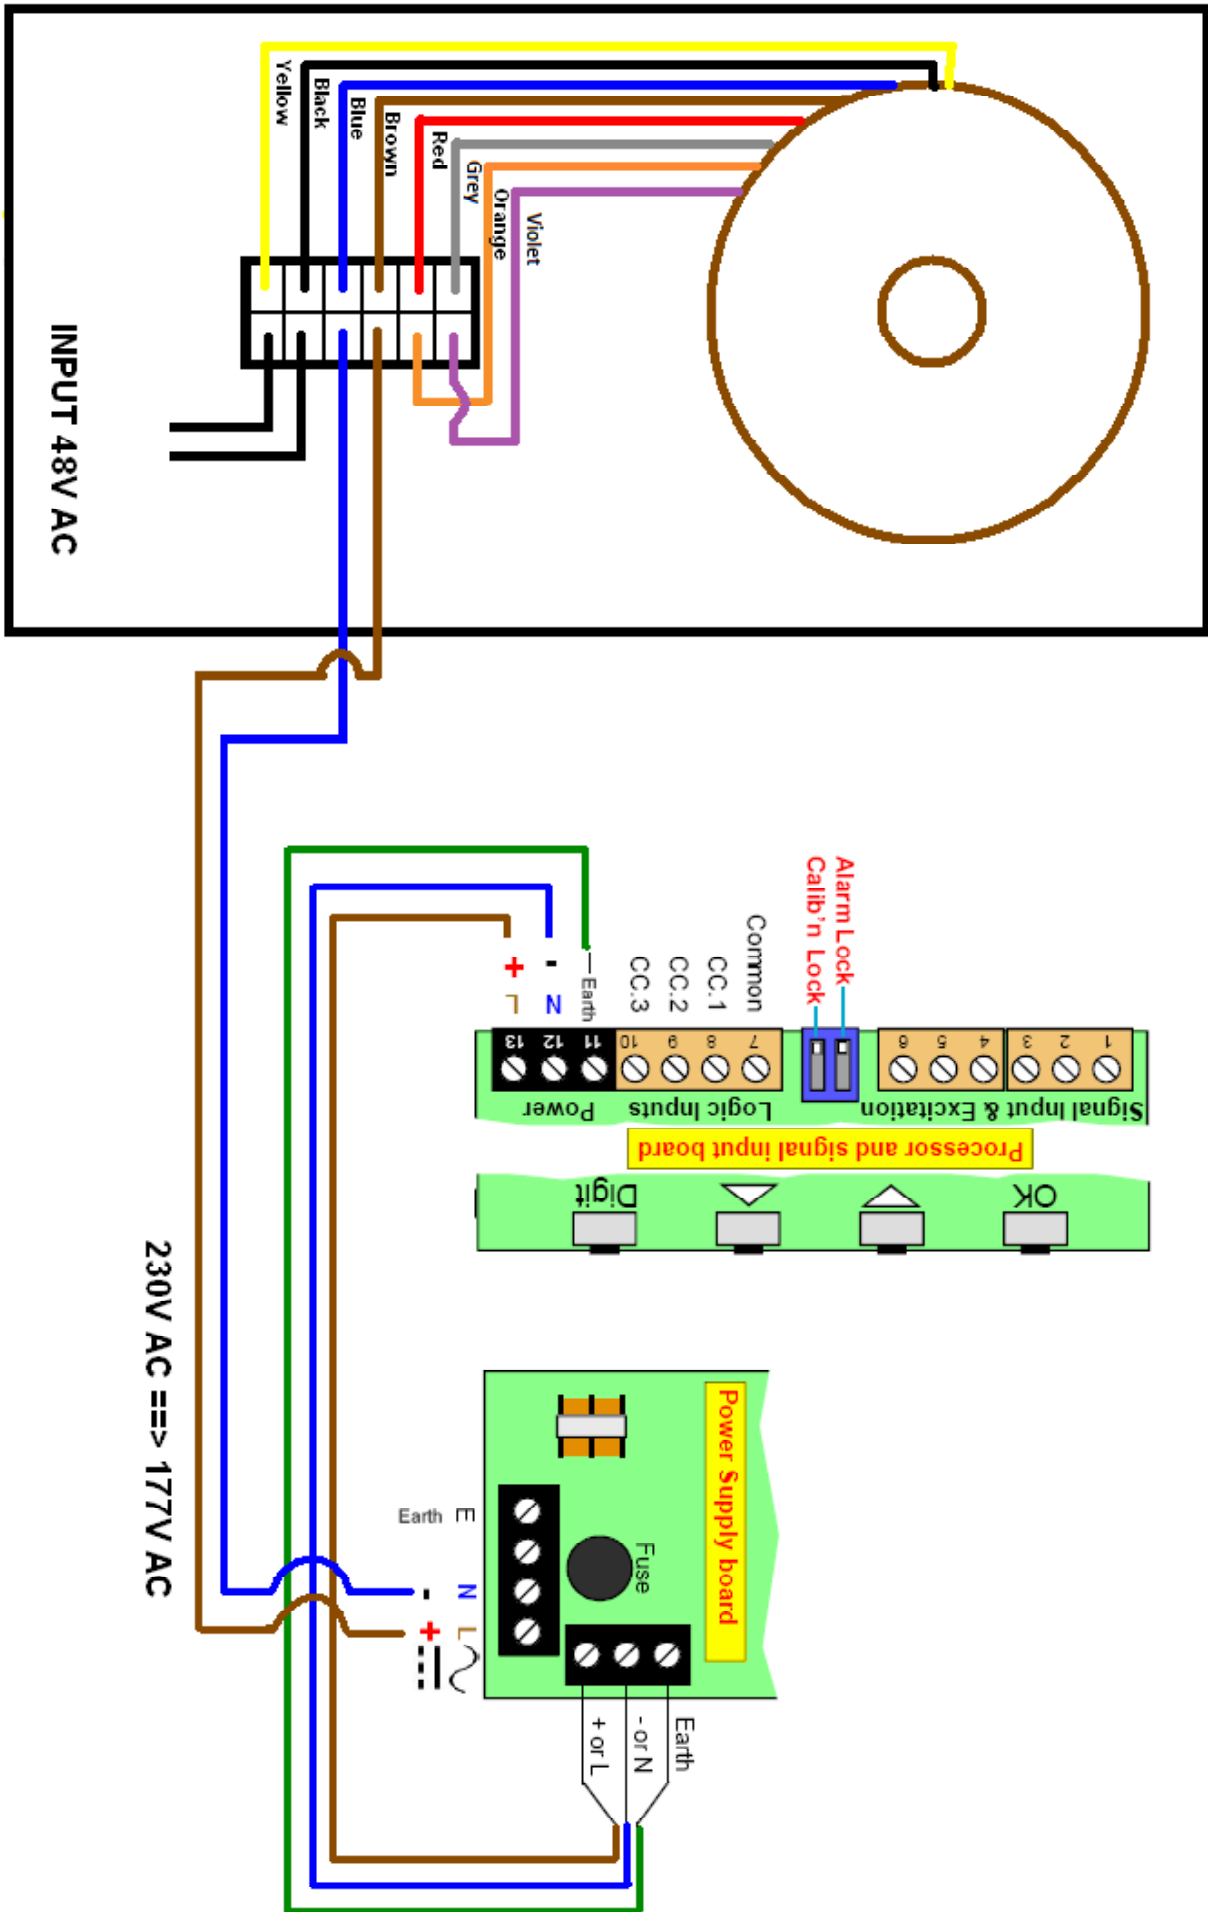 Yellow
Black
Blue
Brown
Red
Grey
Orange
Violet
INPUT 48V AC
Alarm Lock
Calib'n Lock
Common
CC.1
CC.2
CC.3
Earth
-
N
+
L
13
12
11
10
9
8
7
6
5
4
3
2
1
Power
Logic Inputs
Signal Input & Excitation
Processor and signal input board
Digit
OK
230V AC ==> 177V AC
Power Supply board
Fuse
Earth E
- N
+ L
Earth
- or N
+ or L